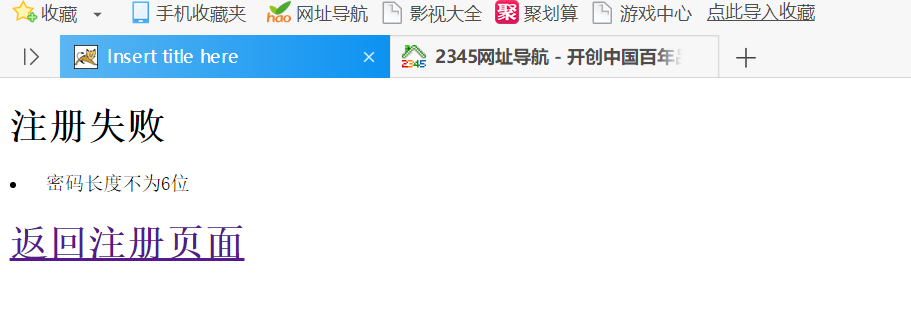 收藏 手机收藏夹 hao 网址导航 影视大全 聚 聚划算 游戏中心 点此导入收藏
Insert title here 2345 2345网址导航 - 开创中国百年
注册失败
密码长度不为6位
返回注册页面